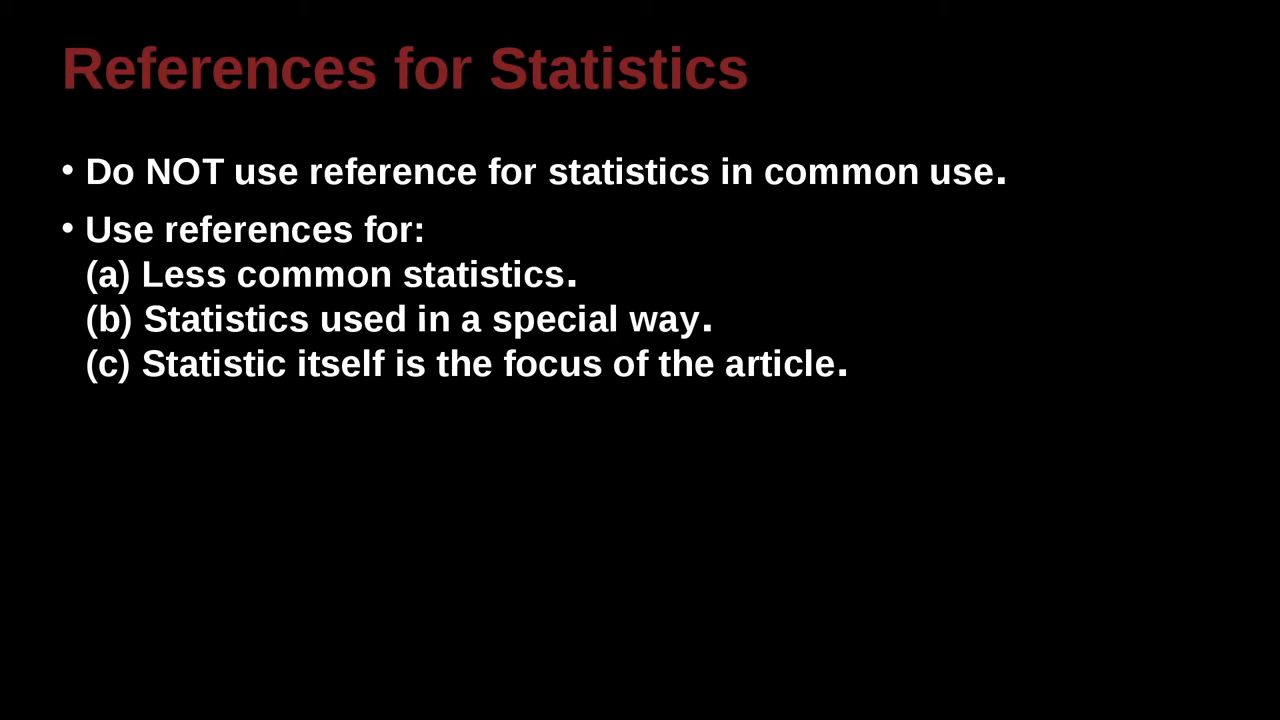 References for Statistics
• Do NOT use reference for statistics in common use.
• Use references for:
(a) Less common statistics.
(b) Statistics used in a special way.
(c) Statistic itself is the focus of the article.